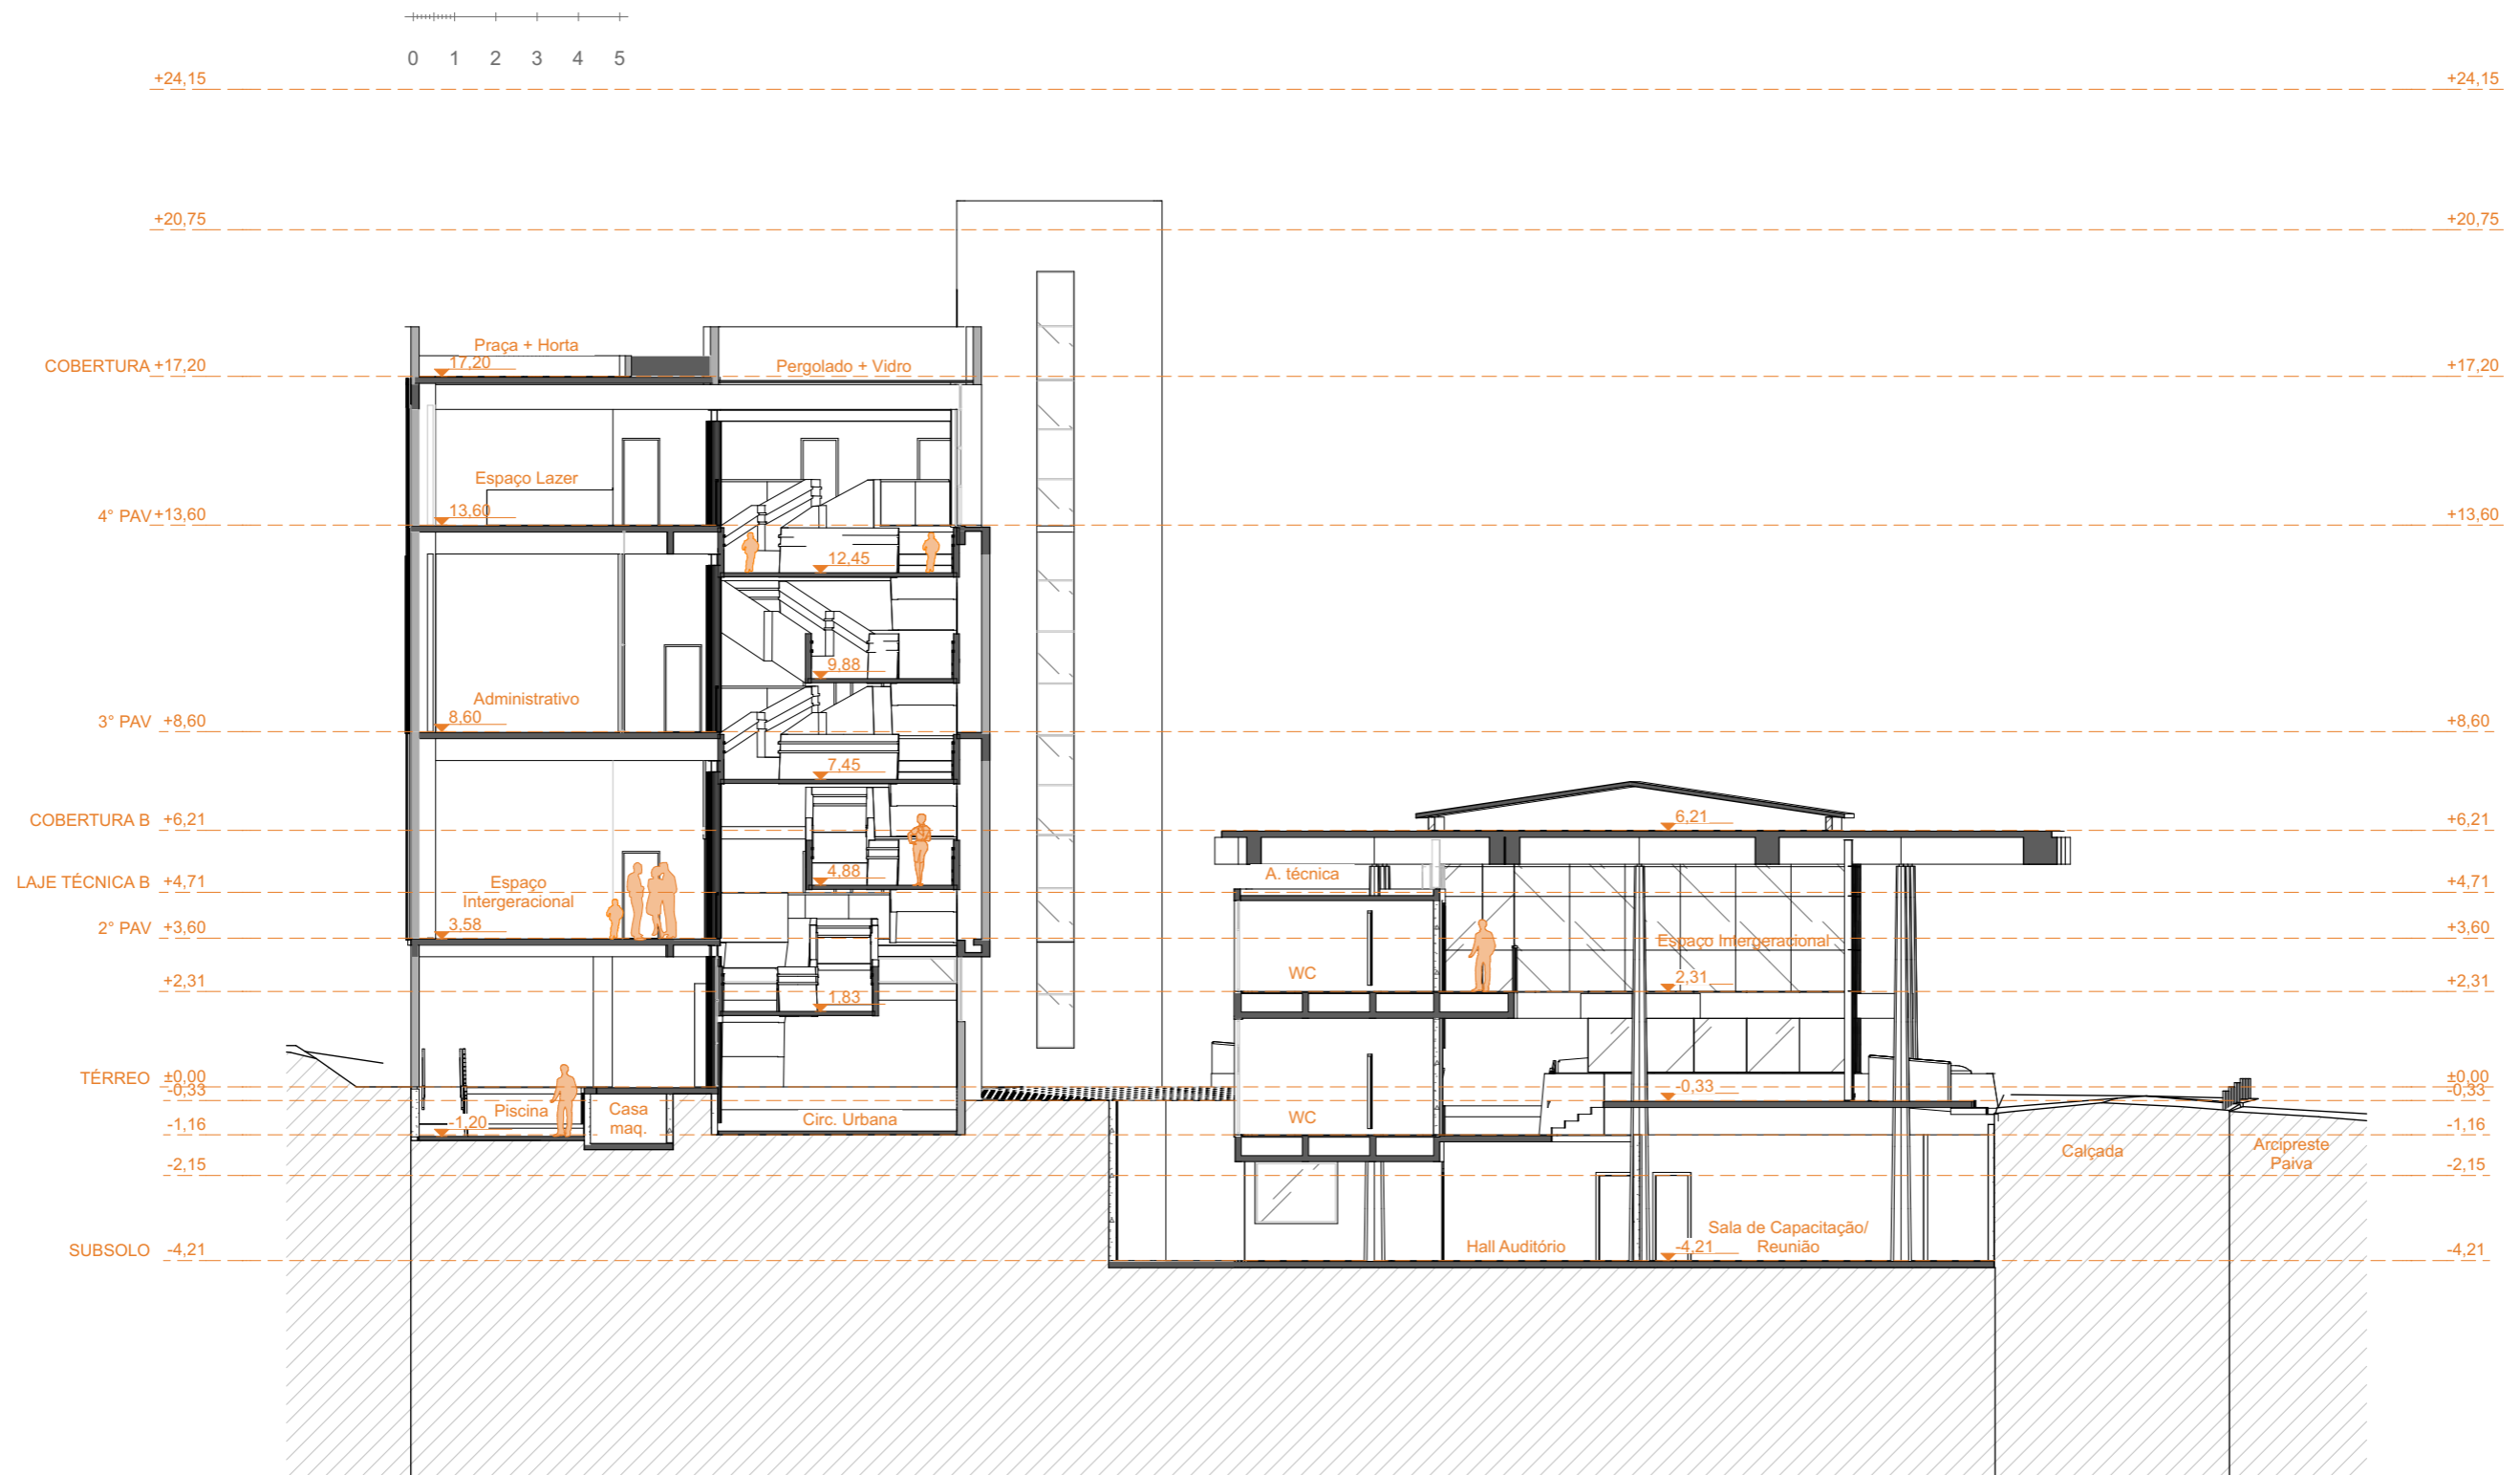 0 1 2 3 4 5
+24,15 +24,15
+20,75 +20,75
Praça + Horta
COBERTURA +17,20 17,20 Pergolado + Vidro +17,20
Espaço Lazer
4° PAV +13,60 13,60 +13,60
12,45
9,88
Administrativo
3° PAV +8,60 8,60 +8,60
7,45
COBERTURA B +6,21 6,21 +6,21
4,88 A. técnica
LAJE TÉCNICA B +4,71 +4,71
Espaço
Intergeracional
2° PAV +3,60 3,58 +3,60
Espaço Intergeracional
WC
+2,31 2,31 +2,31
1,83
TÉRREO ±0,00 ±0,00
-0,33 -0,33 -0,33
Piscina Casa
maq.
Circ. Urbana WC
-1,16 -1,20 -1,16
Calçada
Arcipreste
Paiva
-2,15 -2,15
Hall Auditório
Sala de Capacitação/
Reunião
SUBSOLO -4,21 -4,21 -4,21